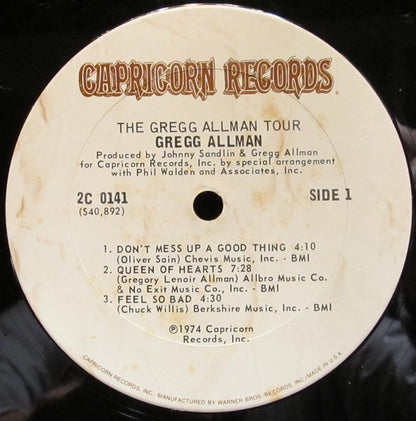 CAPRICORN RECORDS
THE GREGG ALLMAN TOUR
GREGG ALLMAN
Produced by Johnny Sandlin & Gregg Allman
for Capricorn Records, Inc. by special arrangement
with Phil Walden and Associates, Inc.
2C 0141
SIDE 1
(S40,892)
1. DON'T MESS UP A GOOD THING 4:10
(Oliver Sain) Chevis Music, Inc. - BMI
2. QUEEN OF HEARTS 7:28
(Gregory Lenoir Allman) Allbro Music Co.
& No Exit Music Co., Inc. - BMI
3. FEEL SO BAD 4:30
(Chuck Willis) Berkshire Music, Inc. - BMI
℗1974 Capricorn
Records, Inc.
CAPRICORN RECORDS, INC. MANUFACTURED BY WARNER BROS. RECORDS, INC./MADE IN U.S.A.